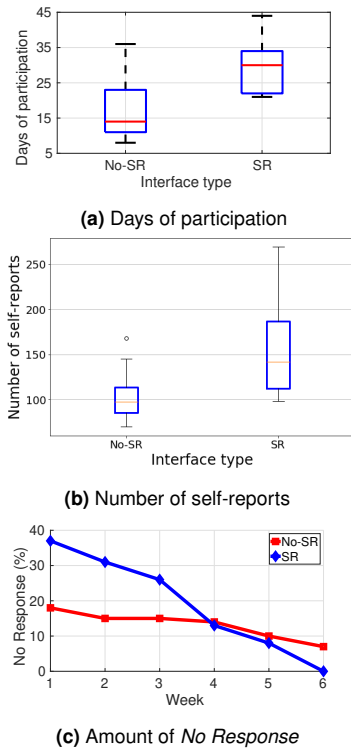 45
35
25
15
5
Days of participation
No-SR
SR
Interface type
(a) Days of participation
250
200
150
100
Number of self-reports
No-SR
SR
Interface type
(b) Number of self-reports
40
30
20
10
0
No Response (%)
No-SR
SR
1 2 3 4 5 6
Week
(c) Amount of No Response